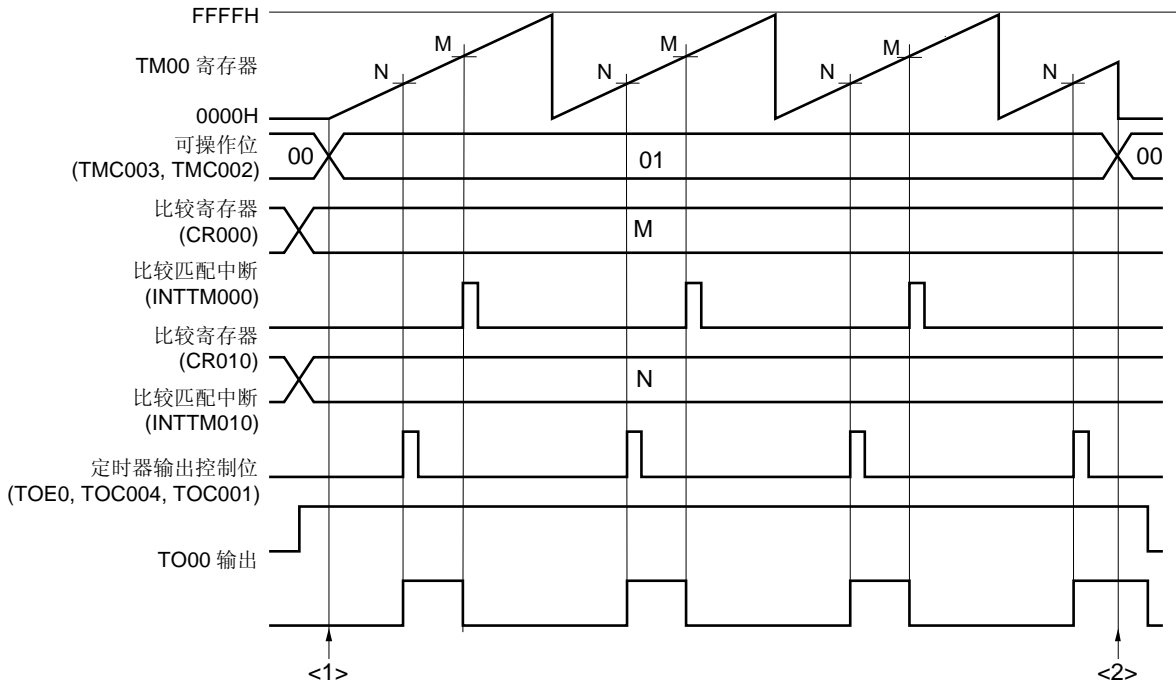 FFFFH
M M M
N N N N
TM00 寄存器
0000H
可操作位
(TMC003, TMC002)
00 01 00
比较寄存器
(CR000)
M
比较匹配中断
(INTTM000)
比较寄存器
(CR010)
N
比较匹配中断
(INTTM010)
定时器输出控制位
(TOE0, TOC004, TOC001)
TO00 输出
<1> <2>